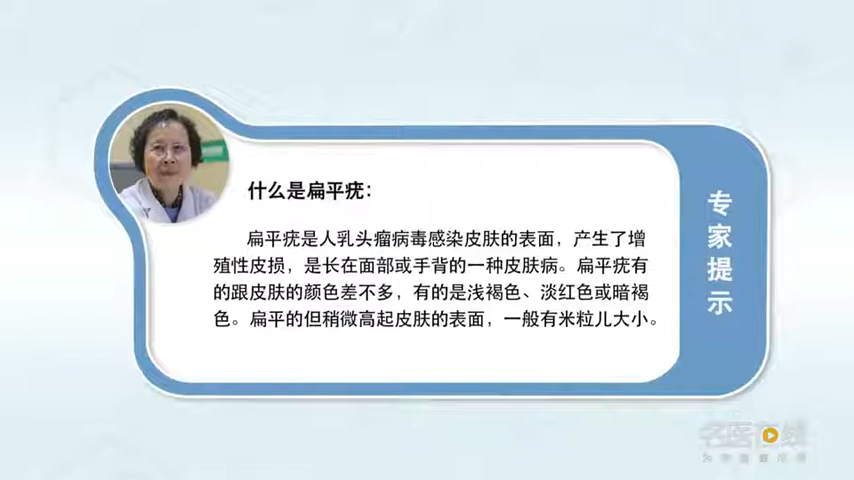 什么是扁平疣：
扁平疣是人乳头瘤病毒感染皮肤的表面，产生了增
殖性皮损，是长在面部或手背的一种皮肤病。扁平疣有
的跟皮肤的颜色差不多，有的是浅褐色、淡红色或暗褐
色。扁平的但稍微高起皮肤的表面，一般有米粒儿大小。
专家提示
名医在线